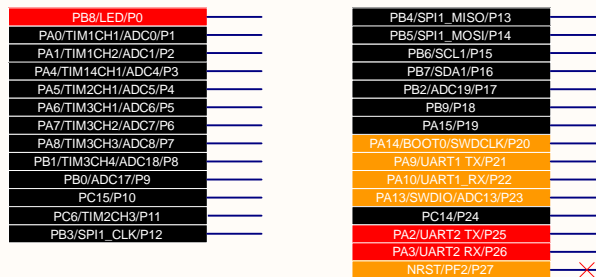 PB8/LED/P0
PA0/TIM1CH1/ADC0/P1
PA1/TIM1CH2/ADC1/P2
PA4/TIM14CH1/ADC4/P3
PA5/TIM2CH1/ADC5/P4
PA6/TIM3CH1/ADC6/P5
PA7/TIM3CH2/ADC7/P6
PA8/TIM3CH3/ADC8/P7
PB1/TIM3CH4/ADC18/P8
PB0/ADC17/P9
PC15/P10
PC6/TIM2CH3/P11
PB3/SPI1_CLK/P12
PB4/SPI1_MISO/P13
PB5/SPI1_MOSI/P14
PB6/SCL1/P15
PB7/SDA1/P16
PB2/ADC19/P17
PB9/P18
PA15/P19
PA14/BOOT0/SWDCLK/P20
PA9/UART1 TX/P21
PA10/UART1_RX/P22
PA13/SWDIO/ADC13/P23
PC14/P24
PA2/UART2 TX/P25
PA3/UART2 RX/P26
NRST/PF2/P27